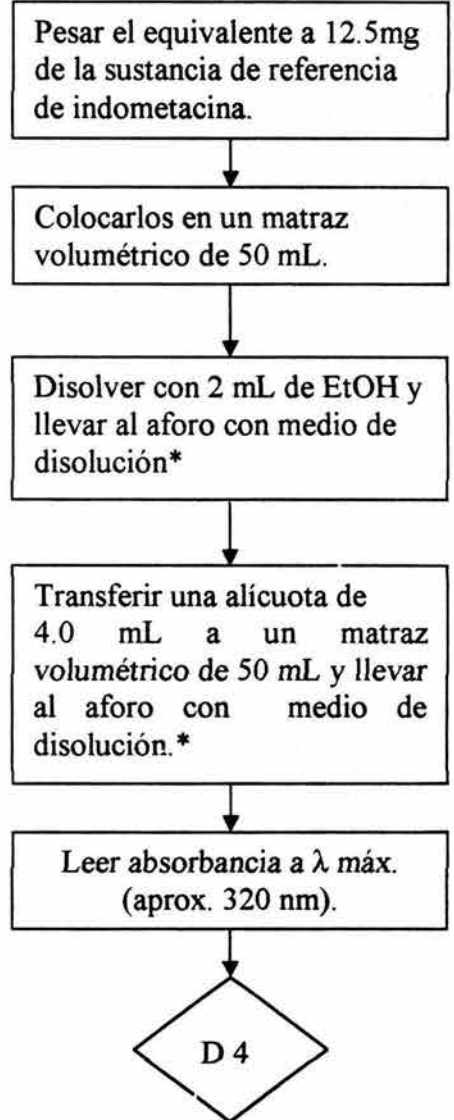 Pesar el equivalente a 12.5mg
de la sustancia de referencia
de indometacina.
Colocarlos en un matraz
volumétrico de 50 mL.
Disolver con 2 mL de EtOH y
llevar al aforo con medio de
disolución*
Transferir una alícuota de
4.0 mL a un matraz
volumétrico de 50 mL y llevar
al aforo con medio de
disolución.*
Leer absorbancia a λ máx.
(aprox. 320 nm).
D 4